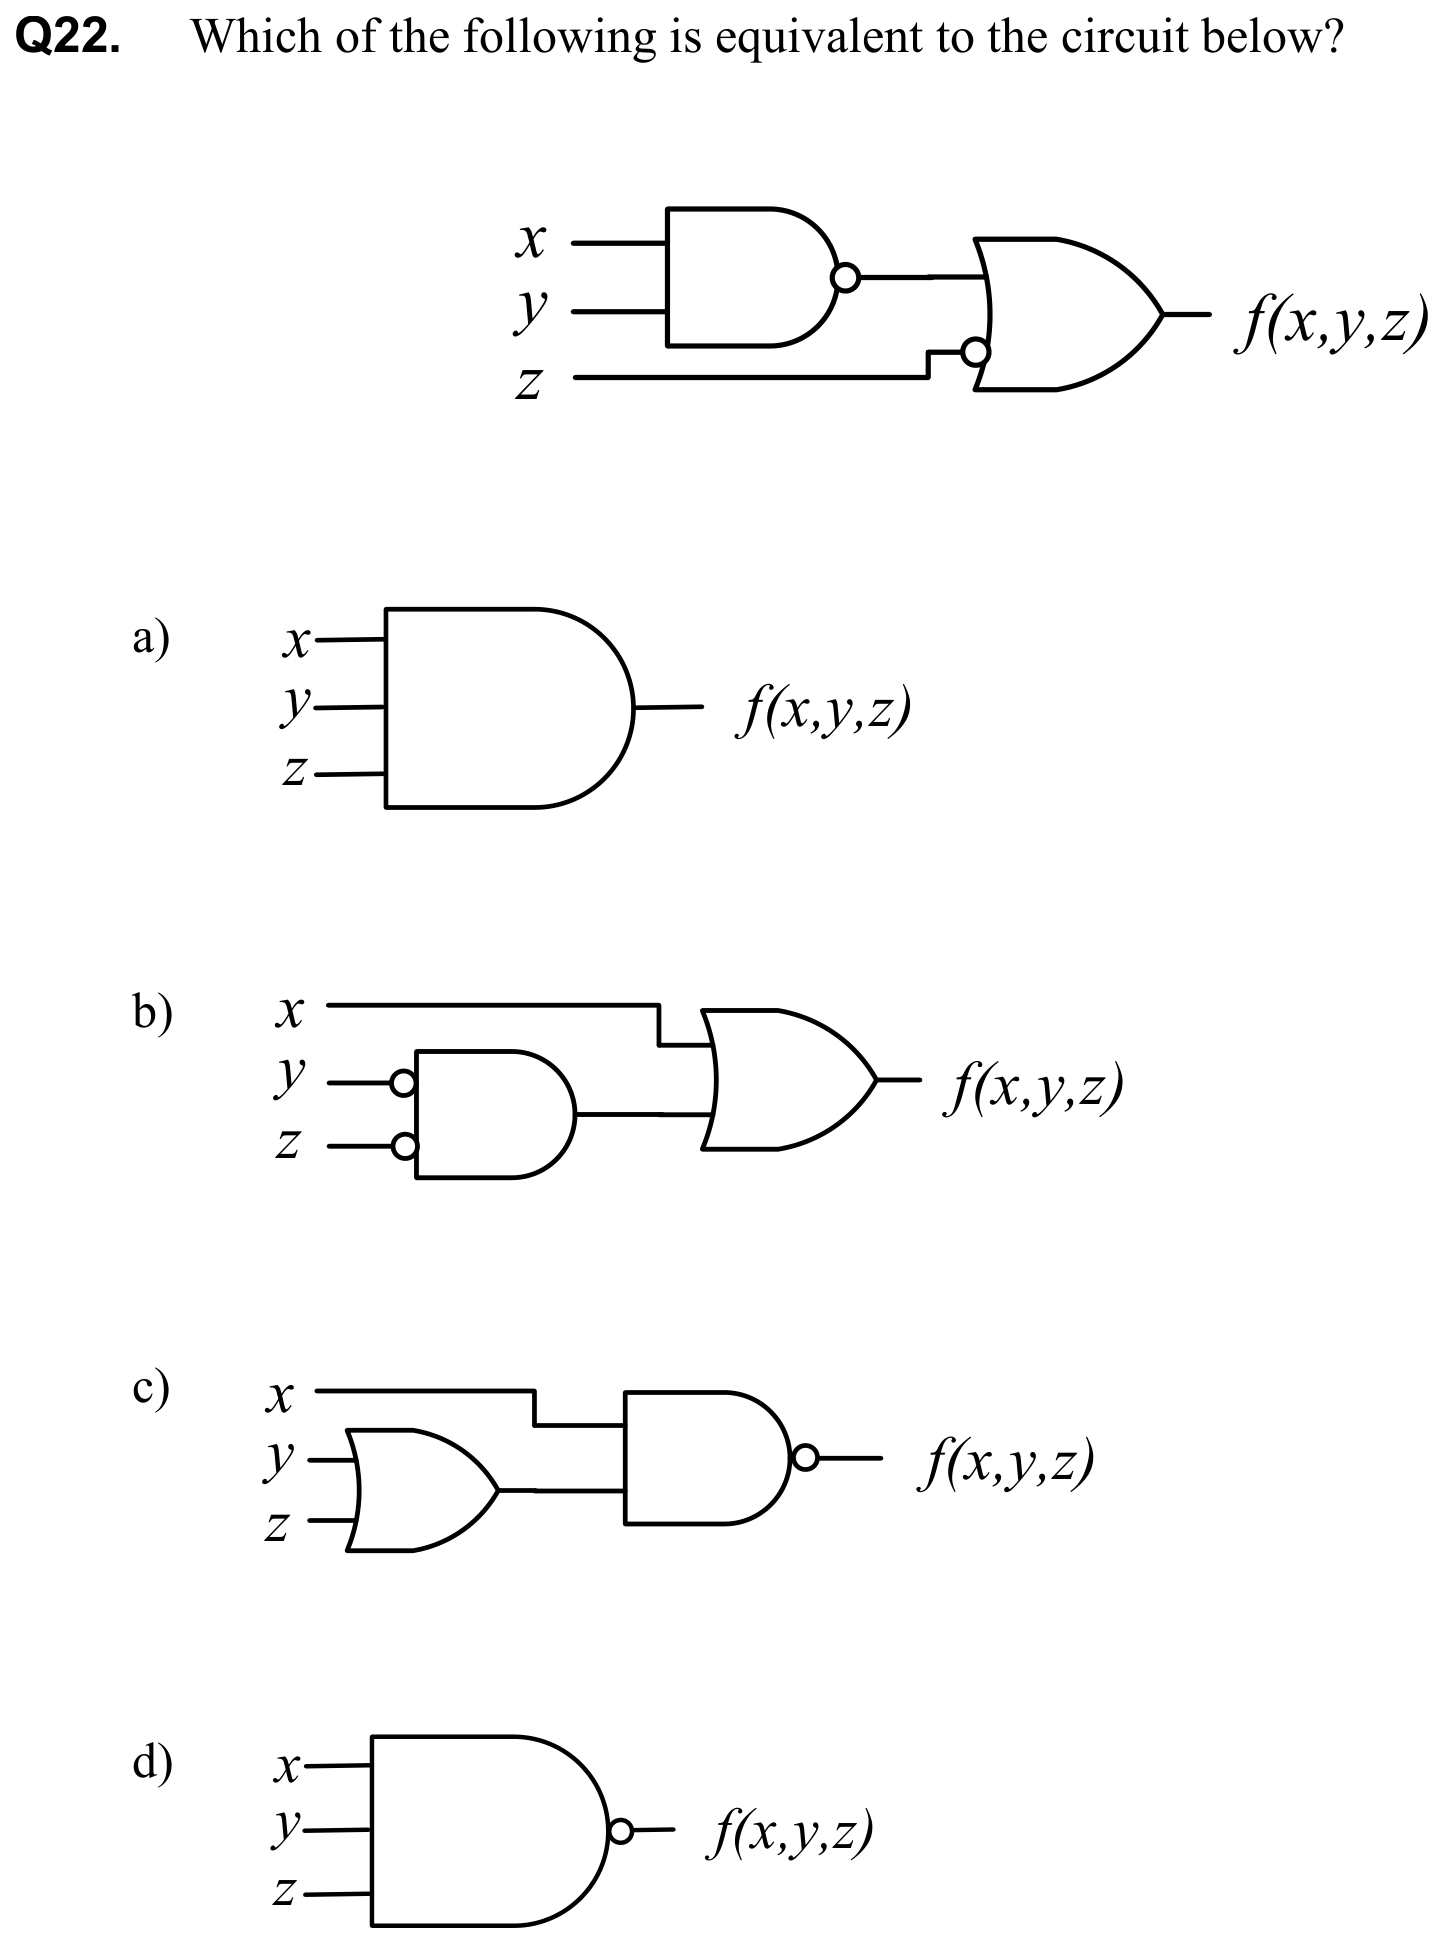 Q22. Which of the following is equivalent to the circuit below?
x
y
z
f(x,y,z)
a)
x
y
z
f(x,y,z)
b)
x
y
z
f(x,y,z)
c)
x
y
z
f(x,y,z)
d)
x
y
z
f(x,y,z)